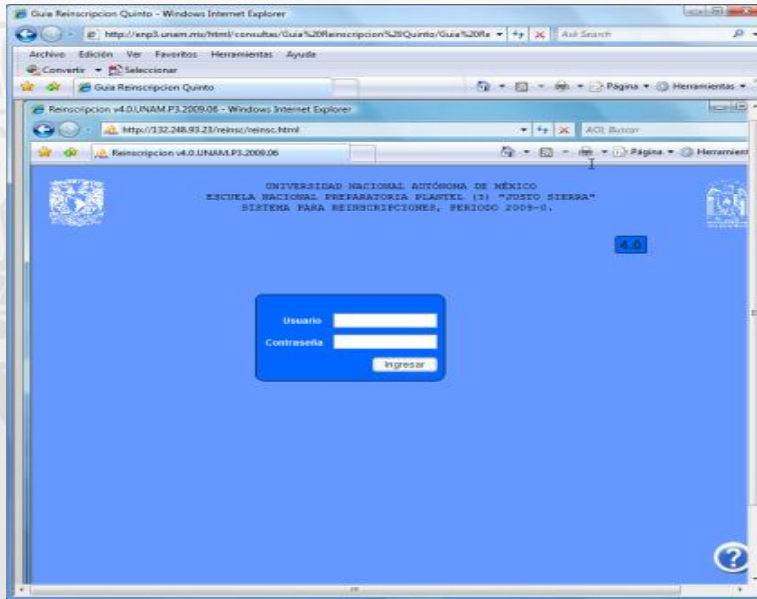 Guia Reinscripcion Quinto - Windows Internet Explorer
http://enp3.unam.mx/html/consultas/Guia%20Reinscripcion%20Quinto/Guia%20Re
Ask Search
Archivo Edición Ver Favoritos Herramientas Ayuda
Convertir Seleccionar
Guia Reinscripcion Quinto
Página Herramientas
Reinscripcion v4.0.UNAM.P3.2009.06 - Windows Internet Explorer
http://132.248.93.23/reinsc/reinsc.html
AOL Buscar
Reinscripcion v4.0.UNAM.P3.2009.06
Página Herramient
UNIVERSIDAD NACIONAL AUTÓNOMA DE MÉXICO
ESCUELA NACIONAL PREPARATORIA PLANTEL (3) "JUSTO SIERRA"
SISTEMA PARA REINSCRIPCIONES, PERIODO 2009-0.
4.0
Usuario
Contraseña
Ingresar
?